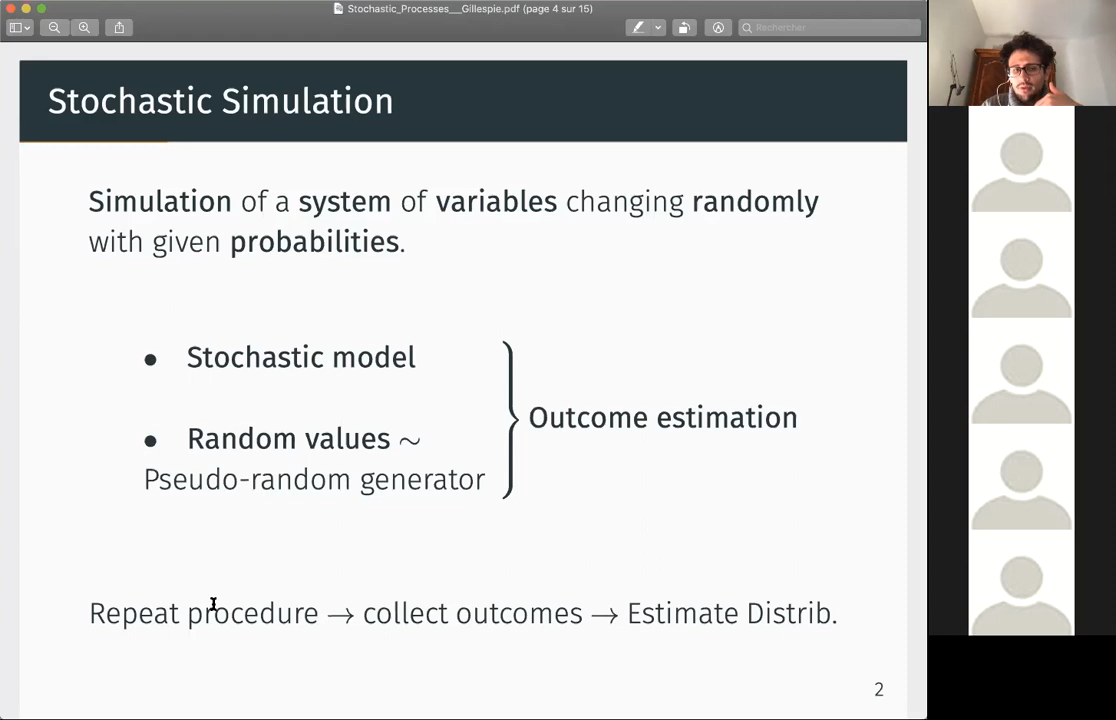 Stochastic_Processes__Gillespie.pdf (page 4 sur 15)
Rechercher
Stochastic Simulation
Simulation of a system of variables changing randomly
with given probabilities.
• Stochastic model
• Random values ∼
Pseudo-random generator
Outcome estimation
Repeat procedure → collect outcomes → Estimate Distrib.
2